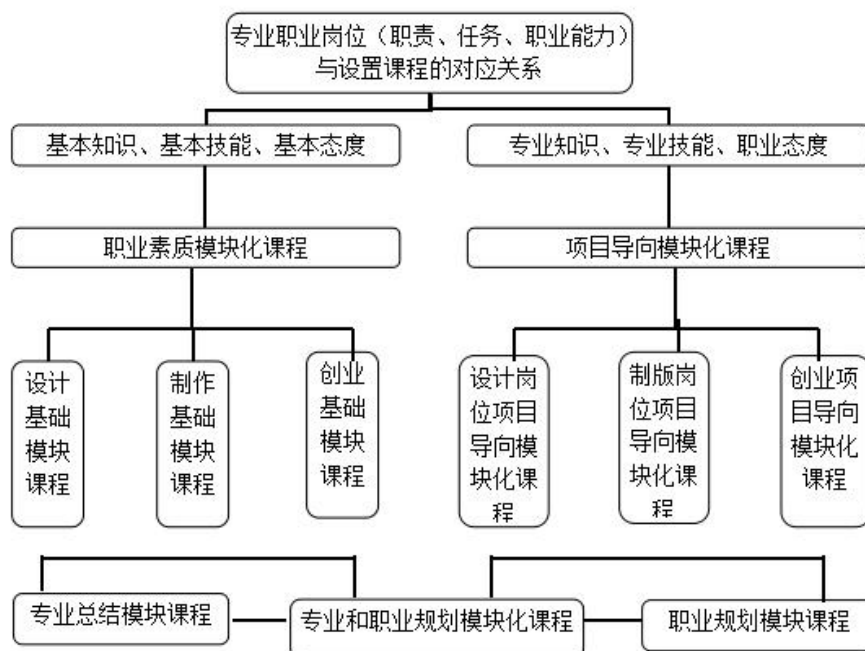 专业职业岗位（职责、任务、职业能力）
与设置课程的对应关系
基本知识、基本技能、基本态度
专业知识、专业技能、职业态度
职业素质模块化课程
项目导向模块化课程
设计
基础
模块
课程
制作
基础
模块
课程
创业
基础
模块
课程
设计岗
位项目
导向模
块化课
程
制版岗
位项目
导向模
块化课
程
创业项
目导向
模块化
课程
专业总结模块课程
专业和职业规划模块化课程
职业规划模块课程